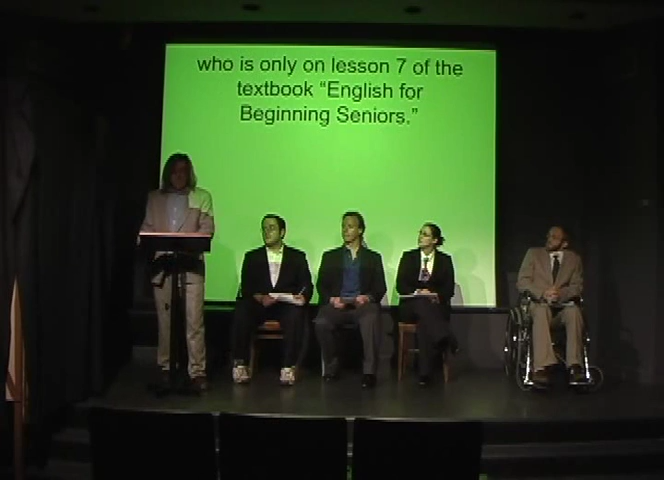 who is only on lesson 7 of the
textbook “English for
Beginning Seniors.”